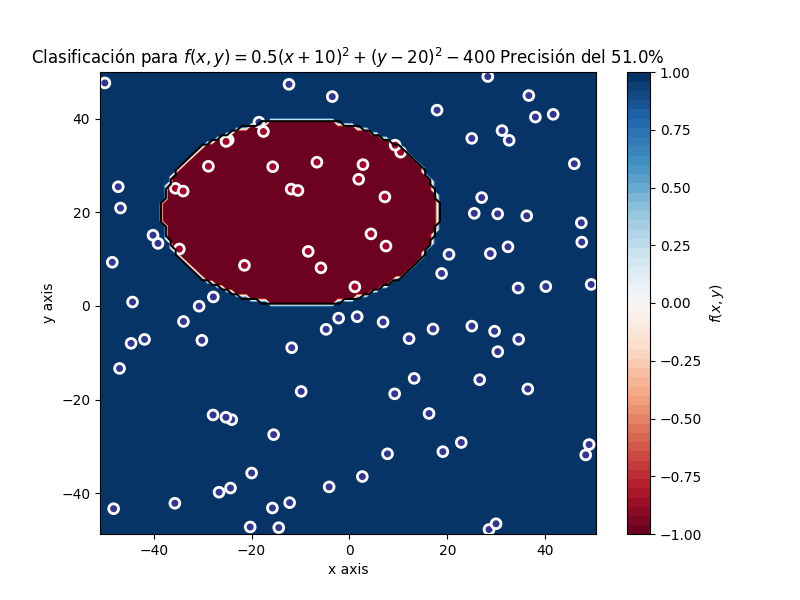 Clasificación para f(x, y) = 0.5(x + 10)² + (y − 20)² − 400 Precisión del 51.0%
y axis
40
20
0
−20
−40
−40 −20 0 20 40
x axis
1.00
0.75
0.50
0.25
0.00
−0.25
−0.50
−0.75
−1.00
f(x, y)